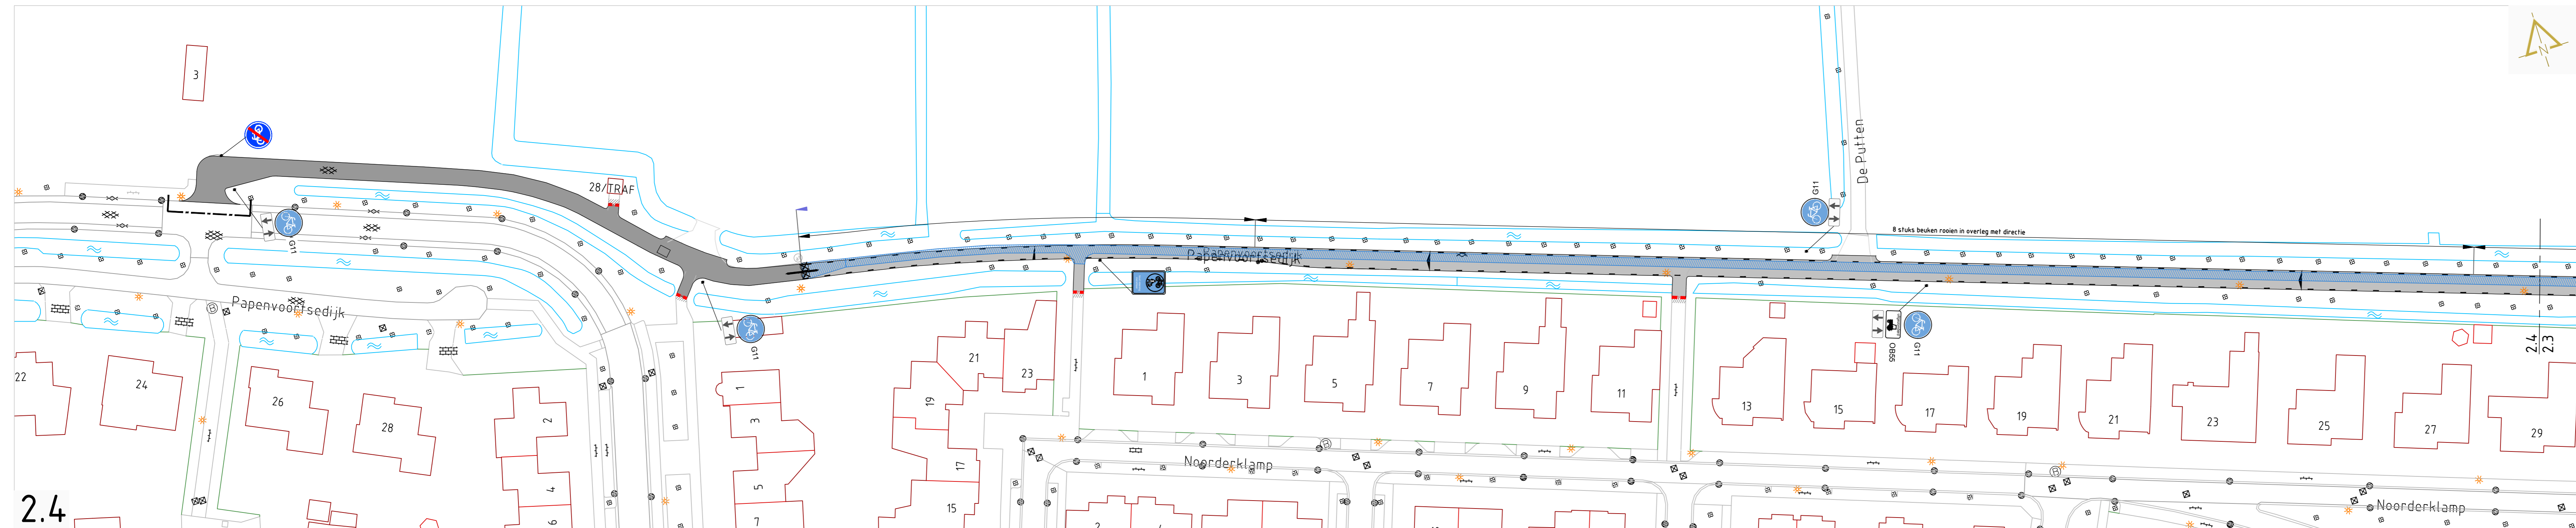 3
N
28/TRAF
G11
De Putten
8 stuks beuken rooien in overleg met directie
Papenvoortsedijk
Papenvoortsedijk
G11
G11
OB55
G11
2.4
2.3
22
24
26
28
2
4
6
1
3
5
7
19
21
23
17
15
1
3
5
7
9
11
13
15
17
19
21
23
25
27
29
Noorderklamp
Noorderklamp
2
2.4